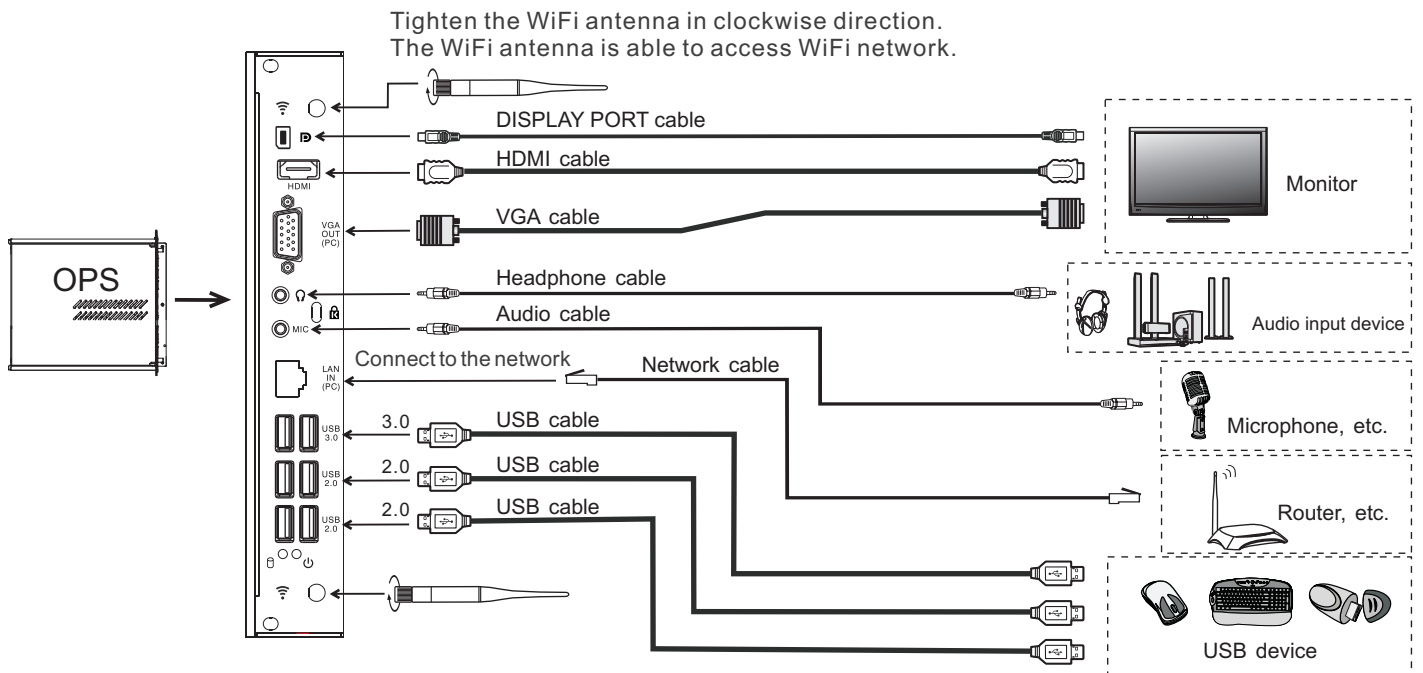 Tighten the WiFi antenna in clockwise direction.
The WiFi antenna is able to access WiFi network.
DISPLAY PORT cable
HDMI cable
HDMI
Monitor
VGA
OUT
(PC)
VGA cable
OPS
Headphone cable
Audio cable
MIC
Audio input device
Connect to the network
LAN
IN
(PC)
Network cable
Microphone, etc.
USB
3.0
3.0
USB cable
USB
2.0
2.0
USB cable
USB
2.0
2.0
USB cable
Router, etc.
USB device